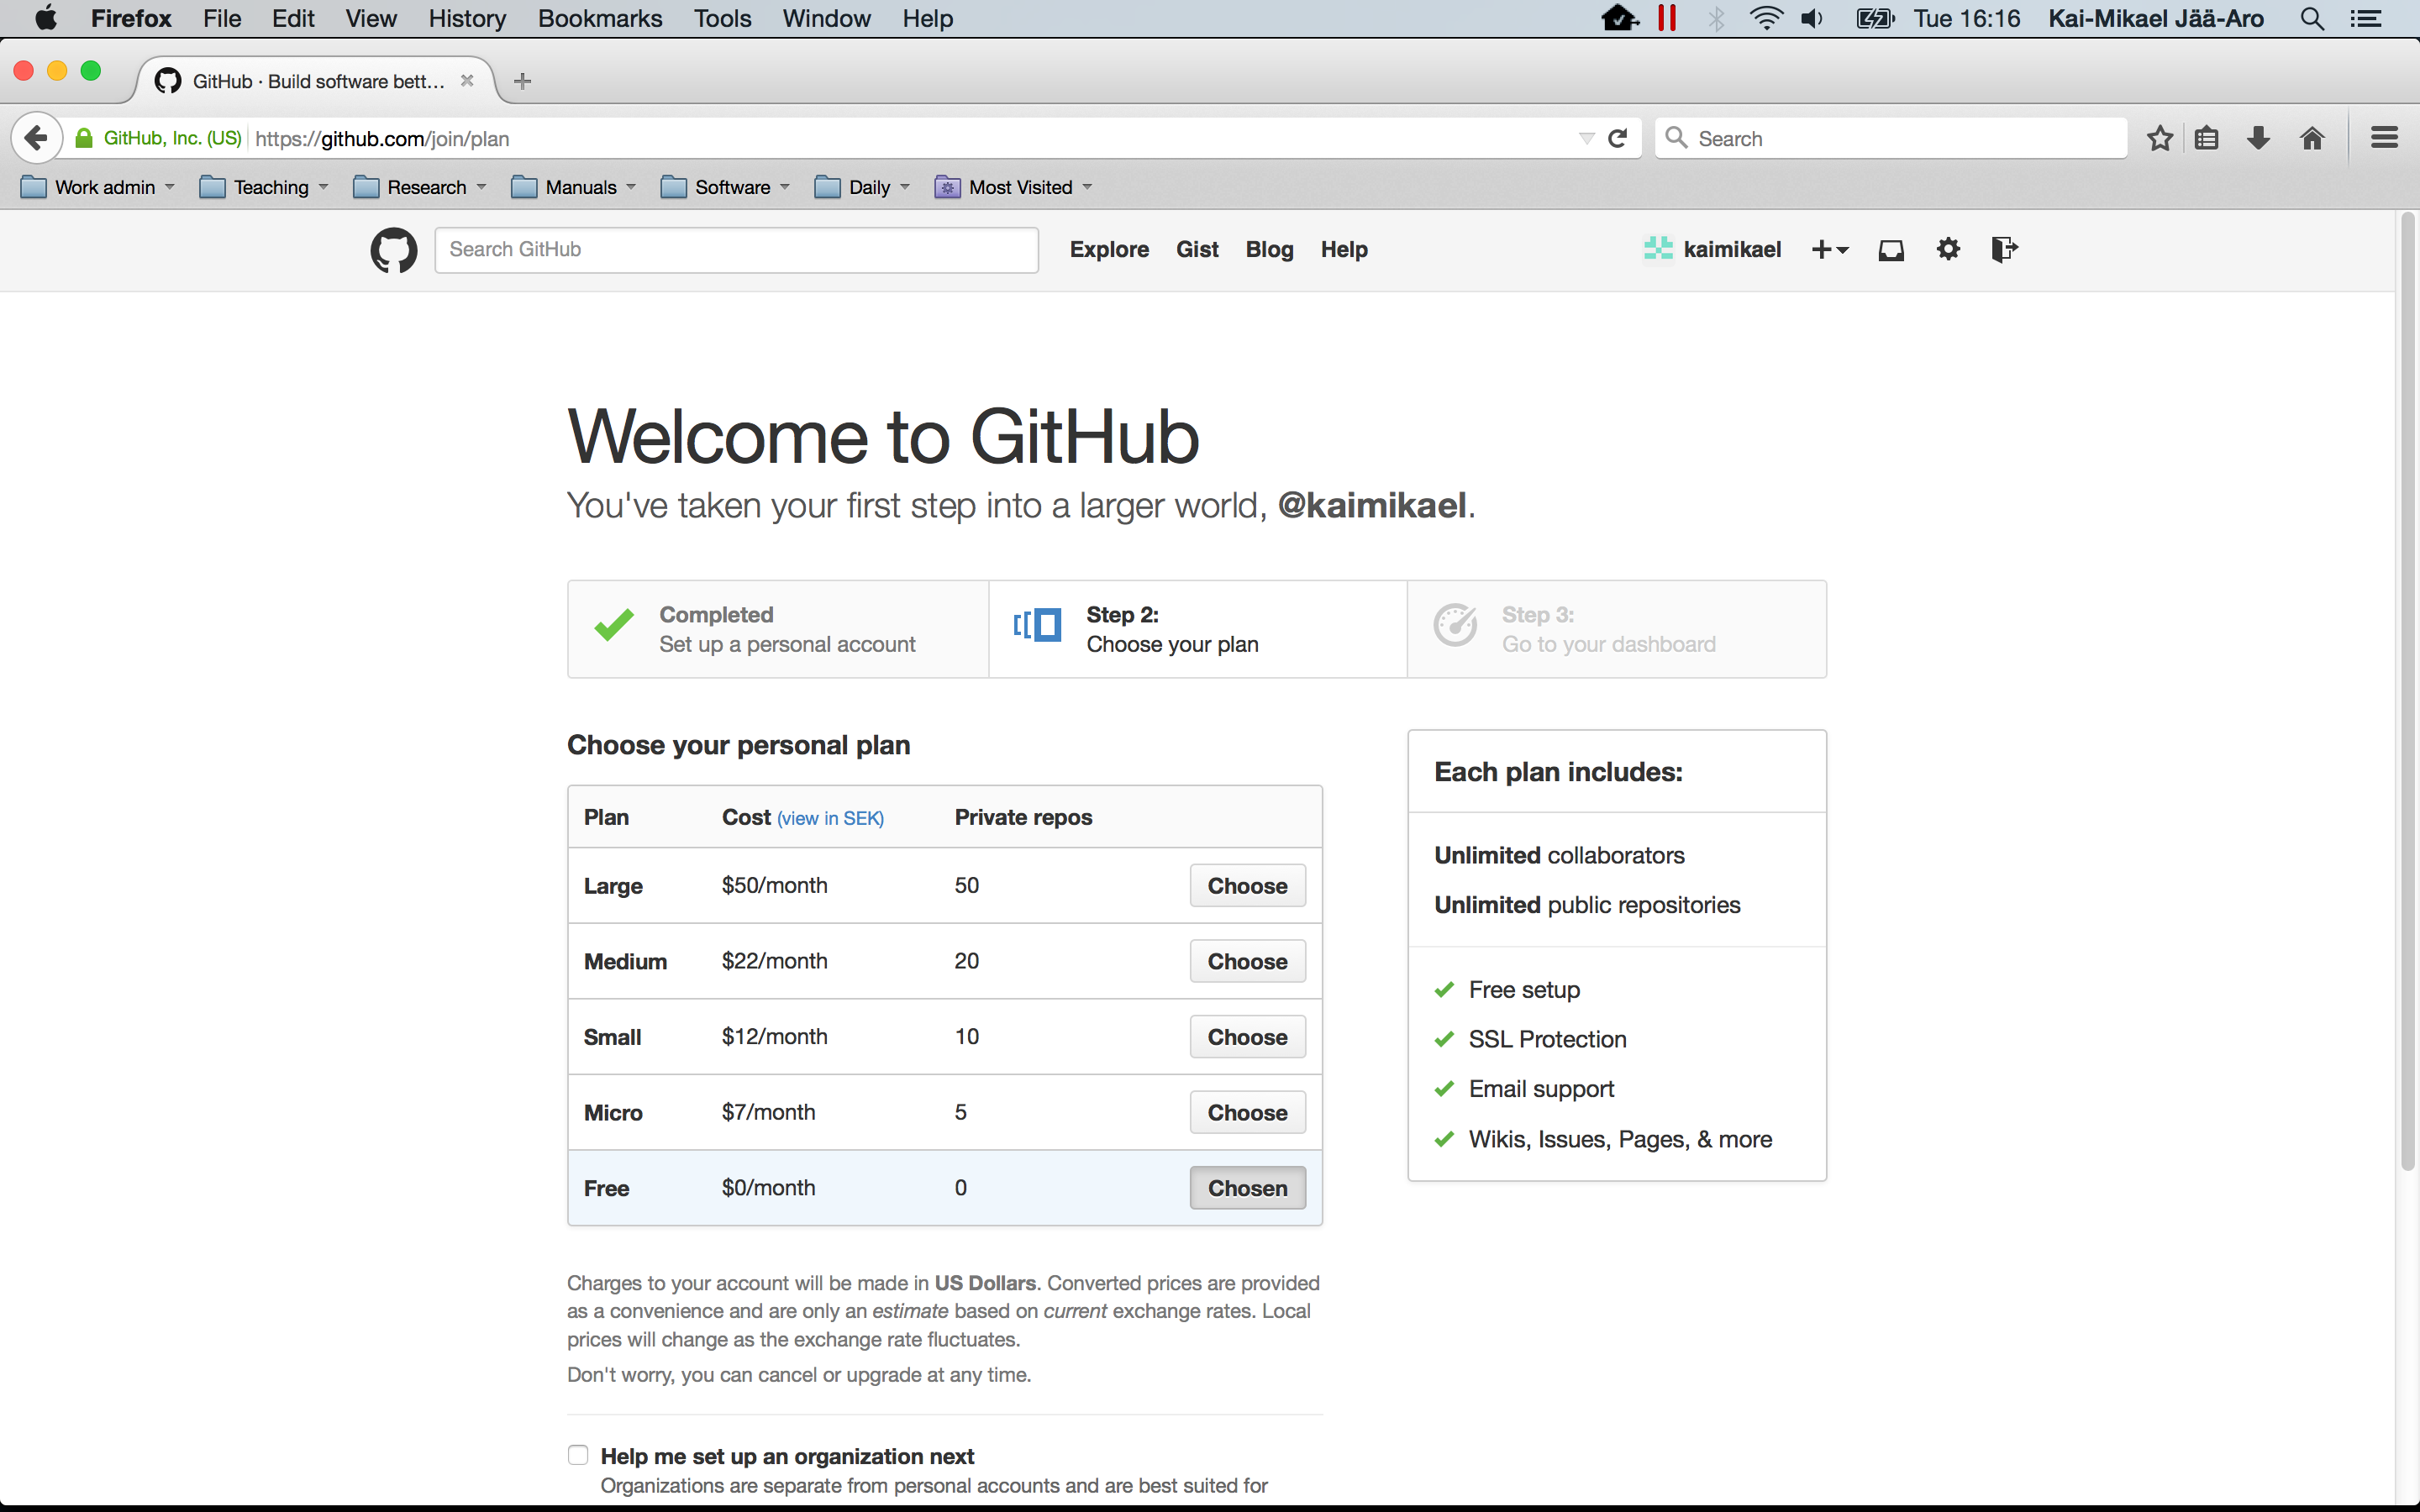 Firefox File Edit View History Bookmarks Tools Window Help Tue 16:16 Kai-Mikael Jää-Aro
GitHub · Build software bett...
GitHub, Inc. (US) https://github.com/join/plan Search
Work admin Teaching Research Manuals Software Daily Most Visited
Search GitHub Explore Gist Blog Help kaimikael
Welcome to GitHub
You've taken your first step into a larger world, @kaimikael.
Completed
Set up a personal account
Step 2:
Choose your plan
Step 3:
Go to your dashboard
Choose your personal plan
Plan Cost (view in SEK) Private repos
Large $50/month 50 Choose
Medium $22/month 20 Choose
Small $12/month 10 Choose
Micro $7/month 5 Choose
Free $0/month 0 Chosen
Charges to your account will be made in US Dollars. Converted prices are provided
as a convenience and are only an estimate based on current exchange rates. Local
prices will change as the exchange rate fluctuates.
Don't worry, you can cancel or upgrade at any time.
Help me set up an organization next
Organizations are separate from personal accounts and are best suited for
Each plan includes:
Unlimited collaborators
Unlimited public repositories
Free setup
SSL Protection
Email support
Wikis, Issues, Pages, & more